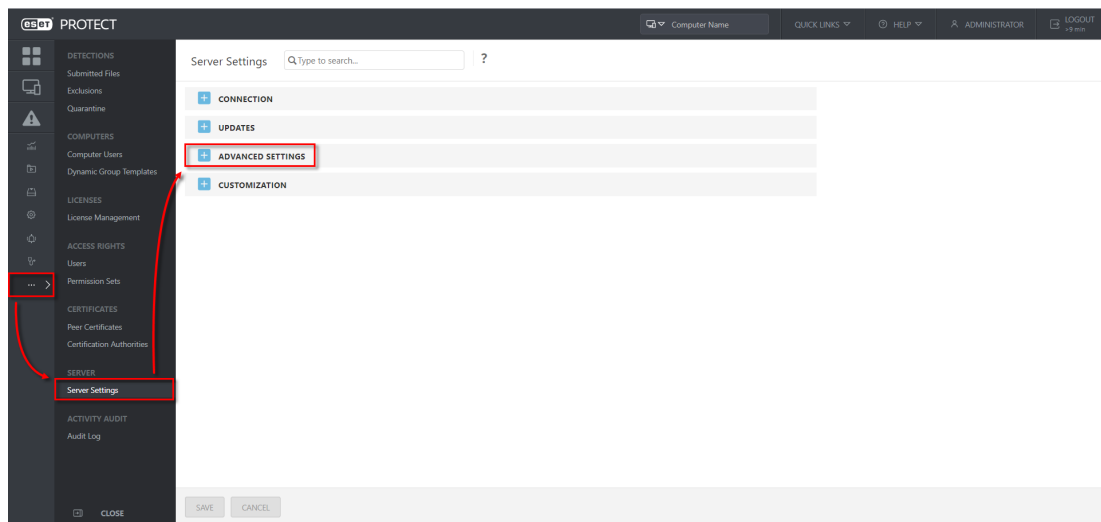 eset PROTECT
Computer Name
QUICK LINKS
HELP
ADMINISTRATOR
LOGOUT
>9 min
DETECTIONS
Submitted Files
Exclusions
Quarantine
COMPUTERS
Computer Users
Dynamic Group Templates
LICENSES
License Management
ACCESS RIGHTS
Users
Permission Sets
CERTIFICATES
Peer Certificates
Certification Authorities
SERVER
Server Settings
ACTIVITY AUDIT
Audit Log
CLOSE
Server Settings
Type to search...
?
CONNECTION
UPDATES
ADVANCED SETTINGS
CUSTOMIZATION
SAVE
CANCEL